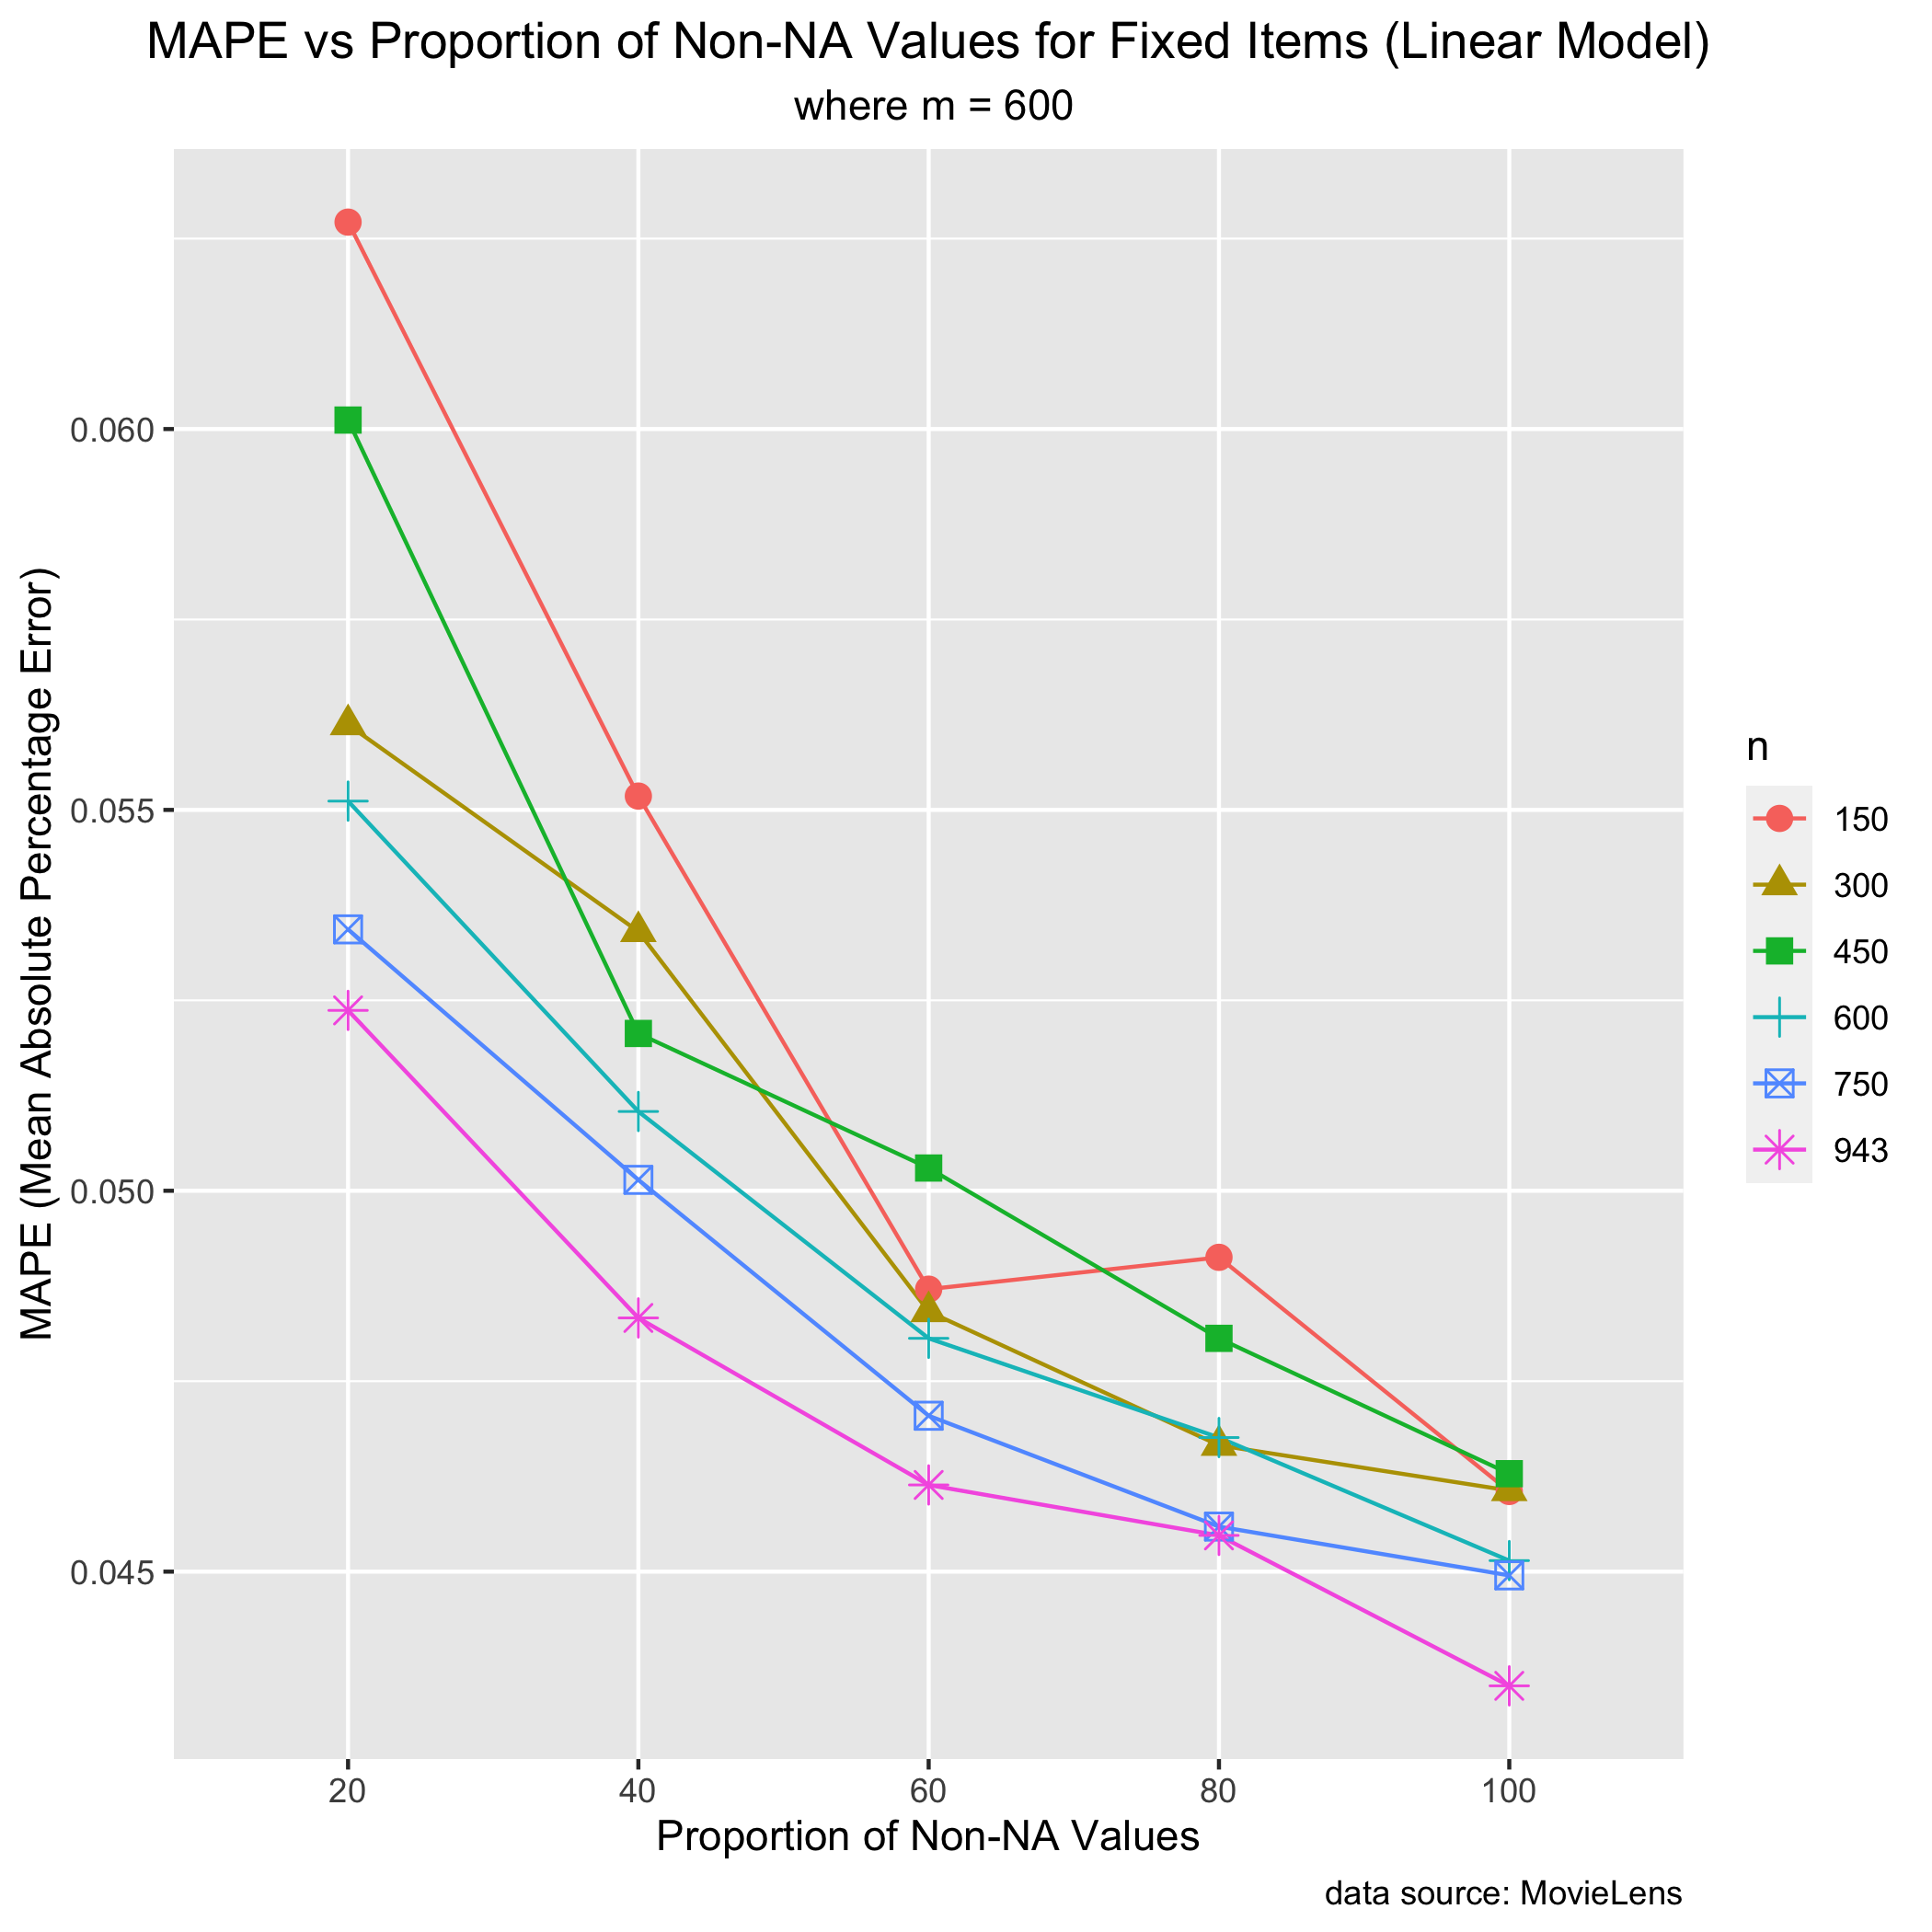 MAPE vs Proportion of Non-NA Values for Fixed Items (Linear Model)
where m = 600
MAPE (Mean Absolute Percentage Error)
0.060
0.055
0.050
0.045
20 40 60 80 100
Proportion of Non-NA Values
n
150
300
450
600
750
943
data source: MovieLens